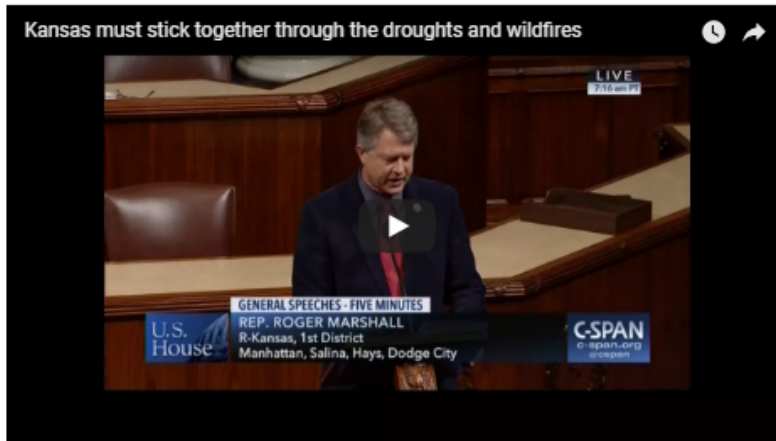 Kansas must stick together through the droughts and wildfires
LIVE
7:16 am PT
GENERAL SPEECHES - FIVE MINUTES
U.S.
House
REP. ROGER MARSHALL
R-Kansas, 1st District
Manhattan, Salina, Hays, Dodge City
C-SPAN
c-span.org
@cspan